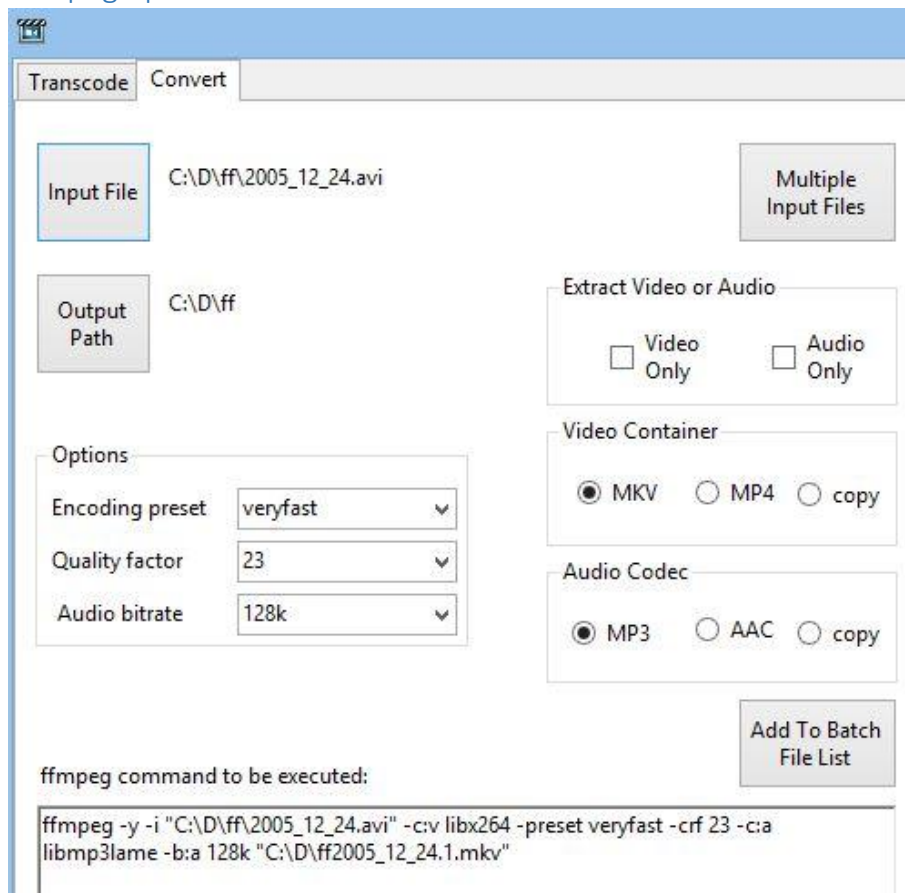 Transcode
Convert
Input File
C:\D\ff\2005_12_24.avi
Multiple
Input Files
Output
Path
C:\D\ff
Extract Video or Audio
Video
Only
Audio
Only
Options
Encoding preset
veryfast
Quality factor
23
Audio bitrate
128k
Video Container
MKV
MP4
copy
Audio Codec
MP3
AAC
copy
Add To Batch
File List
ffmpeg command to be executed:
ffmpeg -y -i "C:\D\ff\2005_12_24.avi" -c:v libx264 -preset veryfast -crf 23 -c:a
libmp3lame -b:a 128k "C:\D\ff2005_12_24.1.mkv"